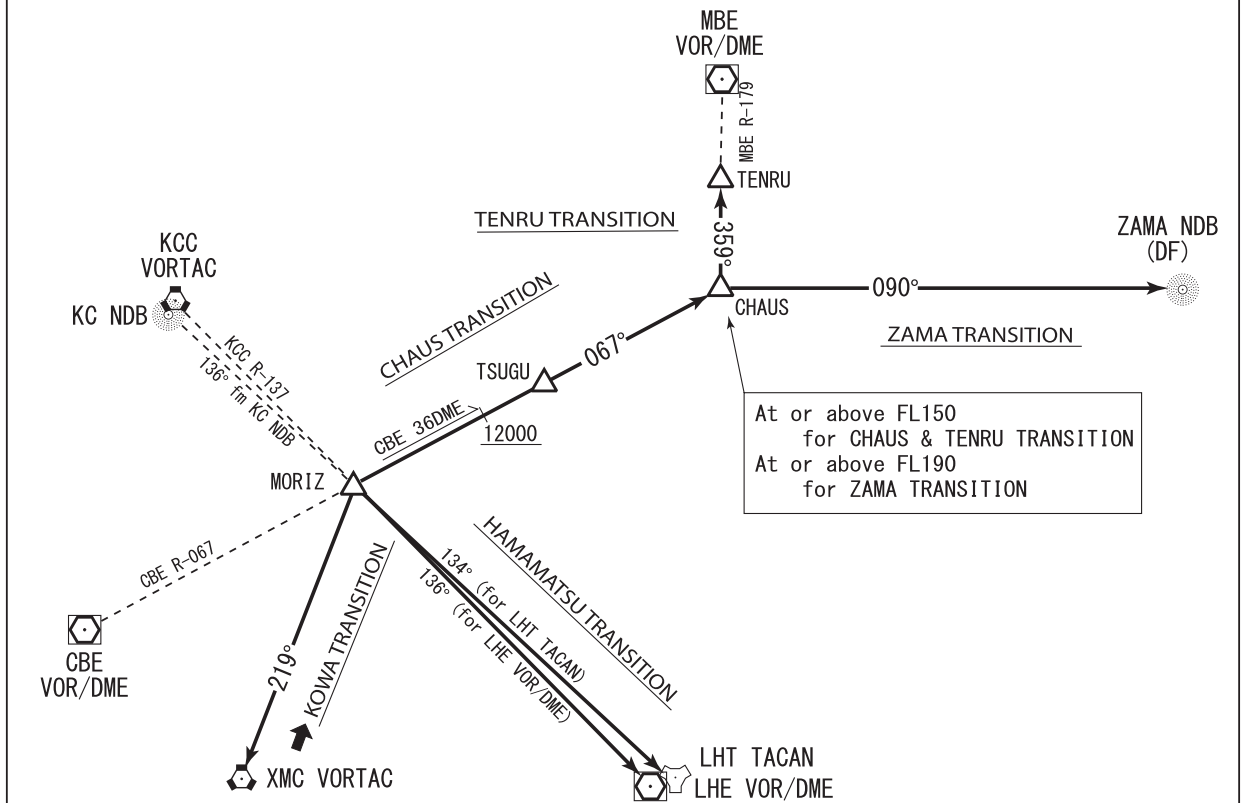 MBE
VOR/DME
MBE R-179
TENRU
TENRU TRANSITION
359°
ZAMA NDB
(DF)
KCC
VORTAC
KC NDB
CHAUS TRANSITION
090°
CHAUS
ZAMA TRANSITION
KCC R-137
136° fm KC NDB
TSUGU
067°
CBE 36DME
12000
At or above FL150
for CHAUS & TENRU TRANSITION
At or above FL190
for ZAMA TRANSITION
MORIZ
CBE R-067
HAMAMATSU TRANSITION
134° (for LHT TACAN)
136° (for LHE VOR/DME)
KOWA TRANSITION
219°
CBE
VOR/DME
XMC VORTAC
LHT TACAN
LHE VOR/DME